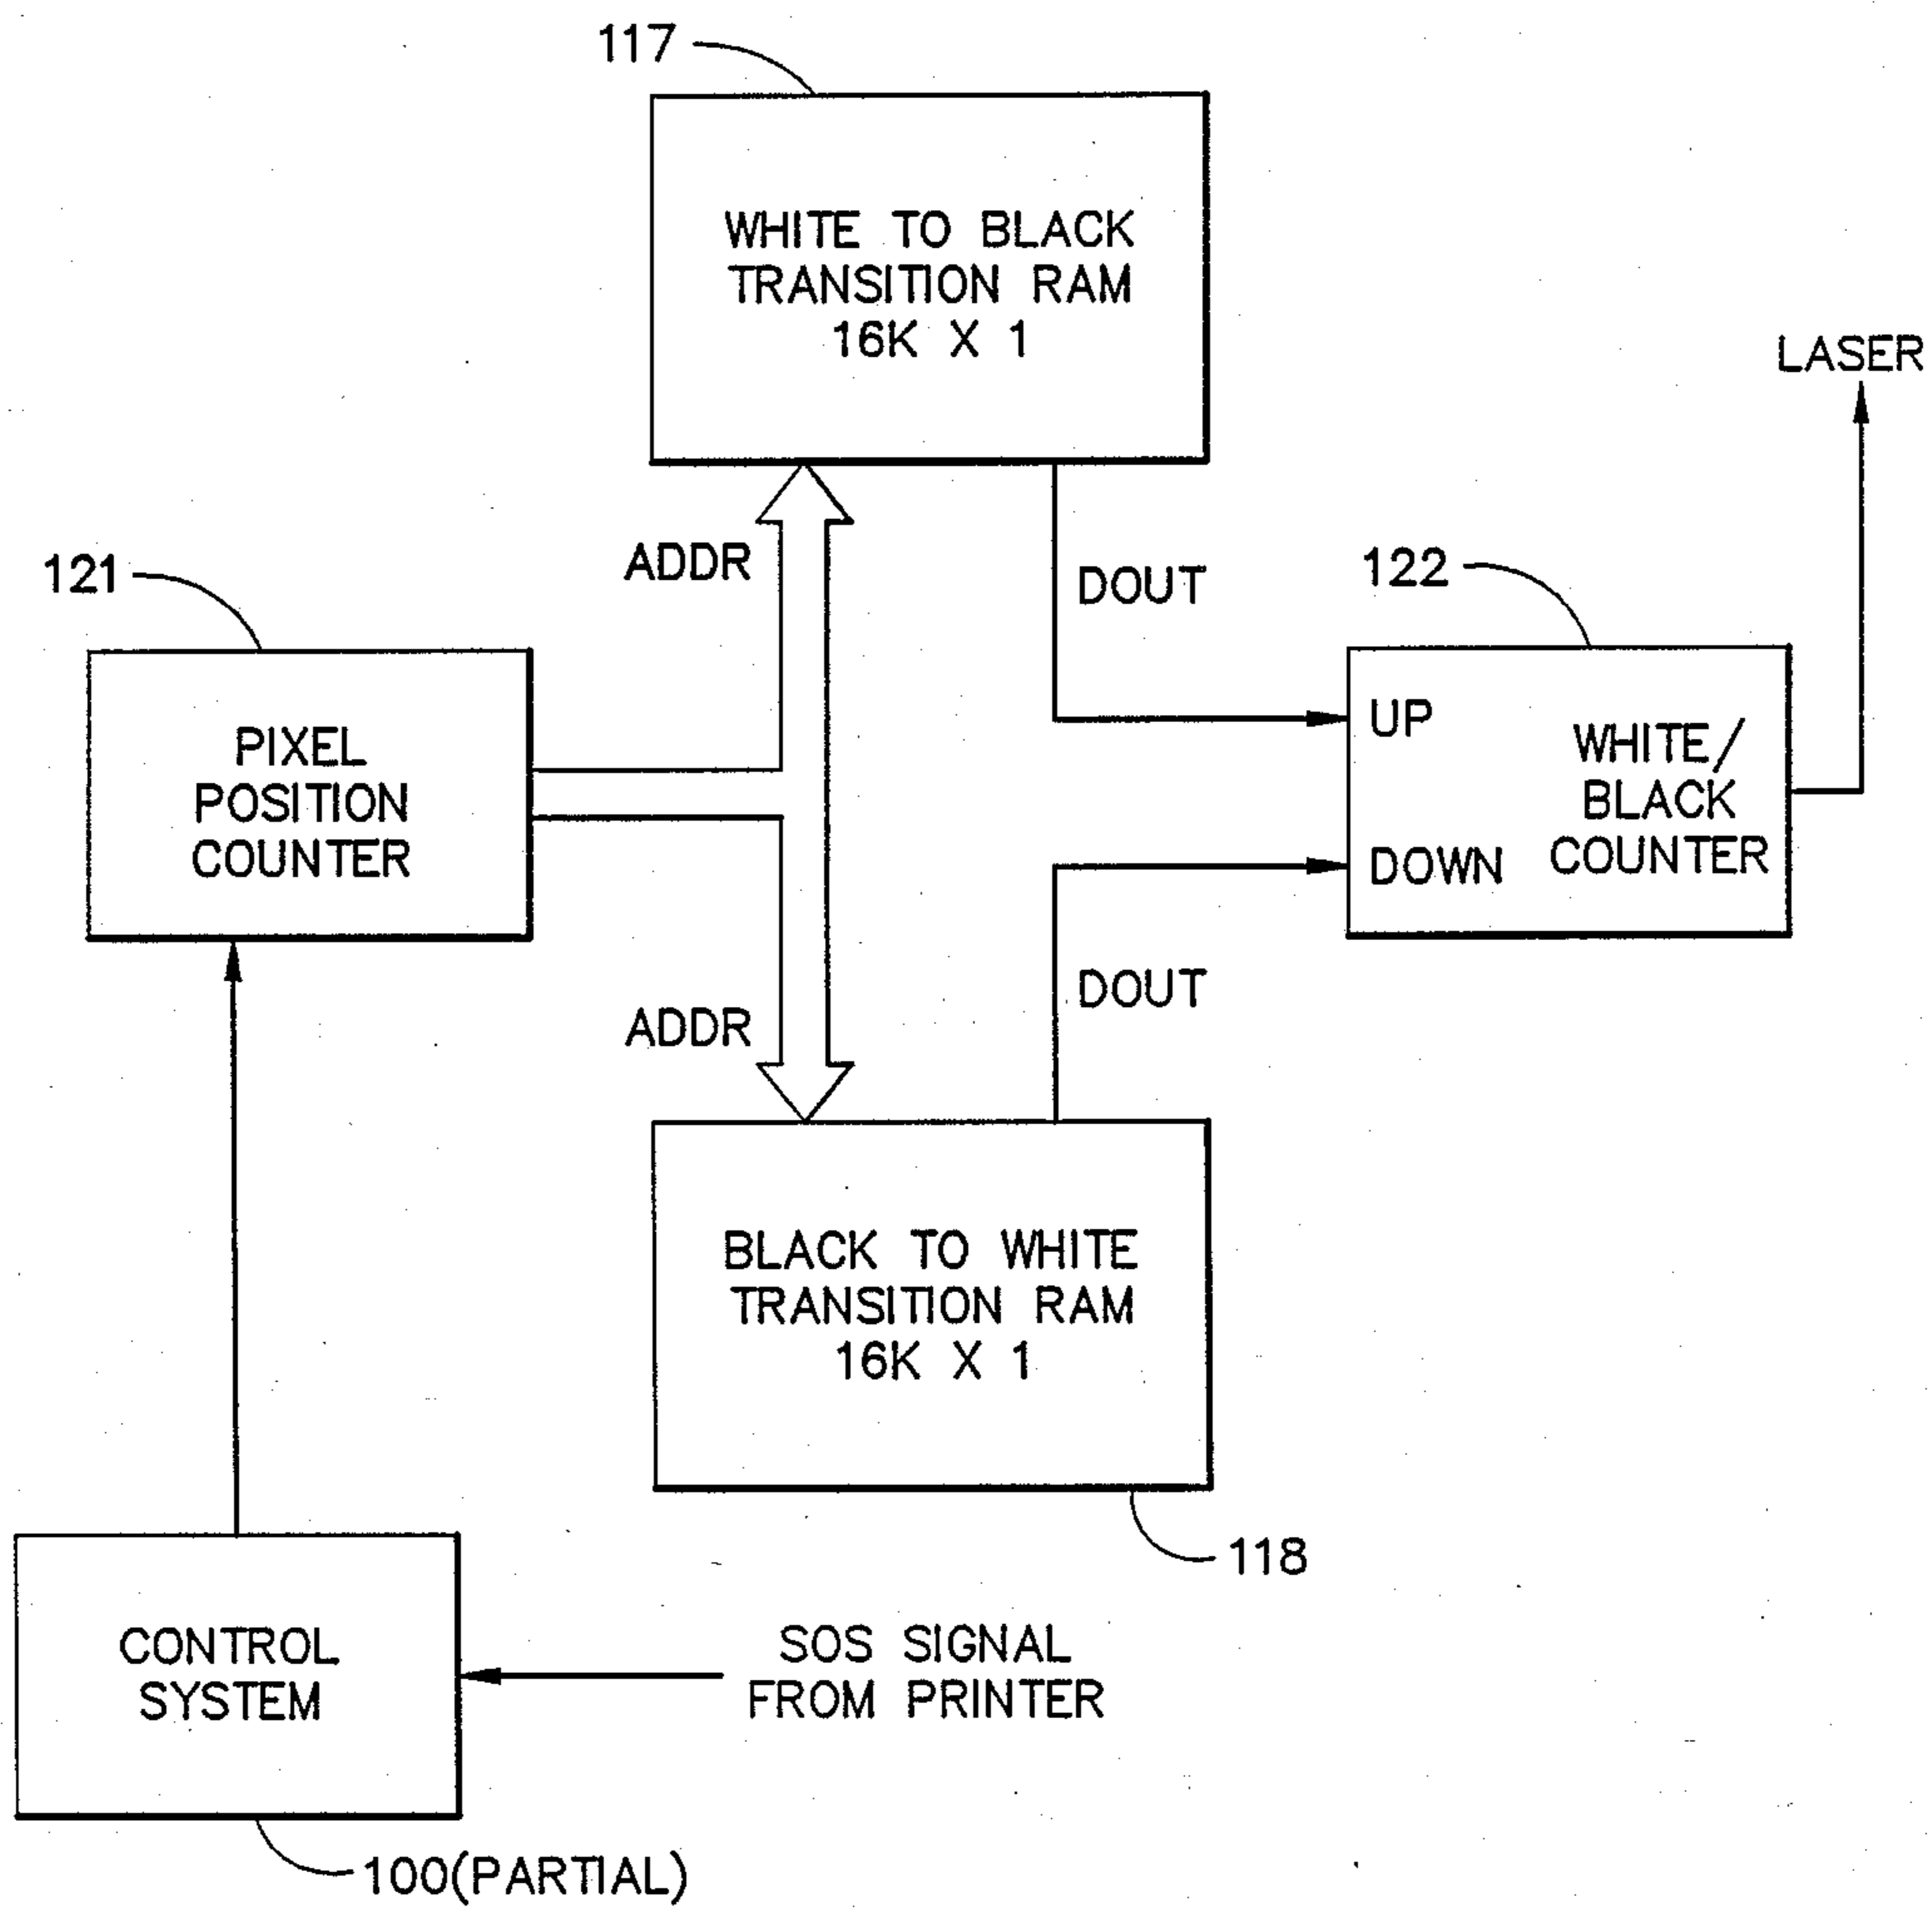 117
WHITE TO BLACK
TRANSITION RAM
16K X 1
LASER
ADDR
DOUT
121
122
PIXEL
POSITION
COUNTER
UP
WHITE/
BLACK
COUNTER
DOWN
ADDR
DOUT
BLACK TO WHITE
TRANSITION RAM
16K X 1
118
CONTROL
SYSTEM
SOS SIGNAL
FROM PRINTER
100(PARTIAL)